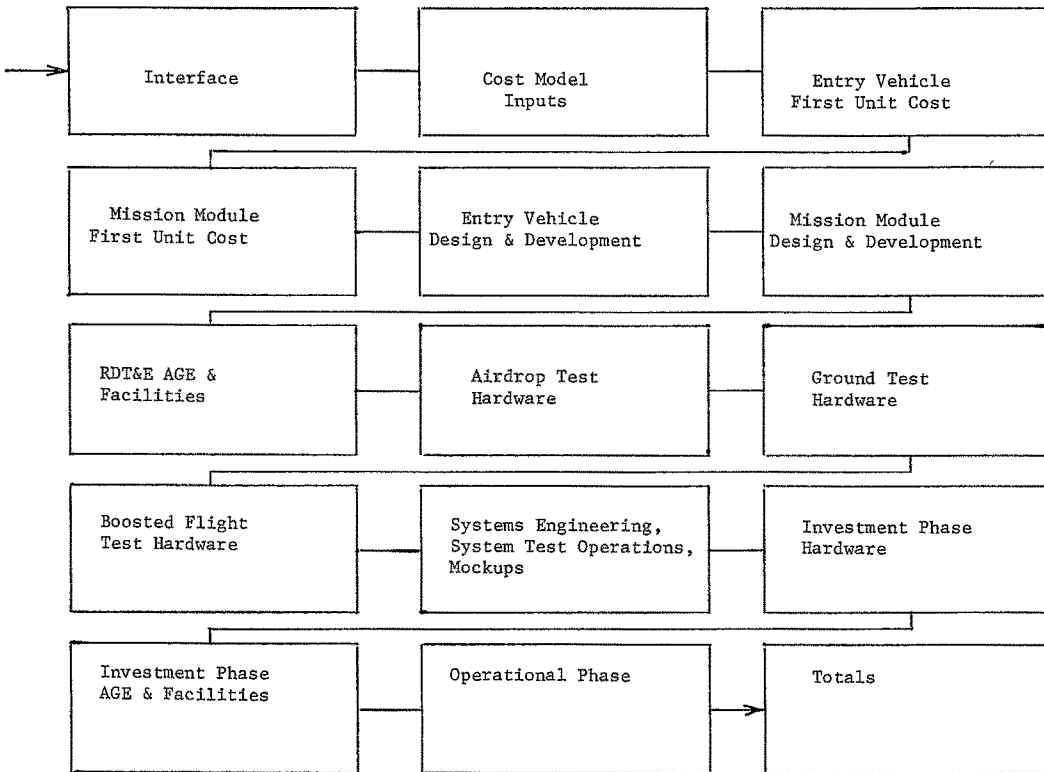 Interface
Cost Model
Inputs
Entry Vehicle
First Unit Cost
Mission Module
First Unit Cost
Entry Vehicle
Design & Development
Mission Module
Design & Development
RDT&E AGE &
Facilities
Airdrop Test
Hardware
Ground Test
Hardware
Boosted Flight
Test Hardware
Systems Engineering,
System Test Operations,
Mockups
Investment Phase
Hardware
Investment Phase
AGE & Facilities
Operational Phase
Totals